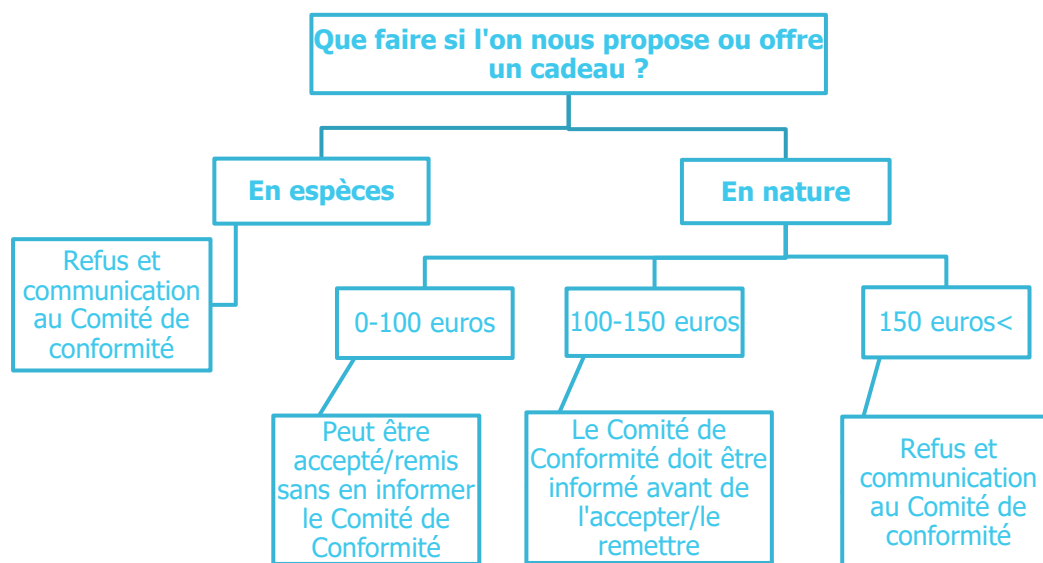 Que faire si l'on nous propose ou offre
un cadeau ?
En espèces
En nature
Refus et
communication
au Comité de
conformité
0-100 euros
100-150 euros
150 euros<
Peut être
accepté/remis
sans en informer
le Comité de
Conformité
Le Comité de
Conformité doit être
informé avant de
l'accepter/le
remettre
Refus et
communication
au Comité de
conformité